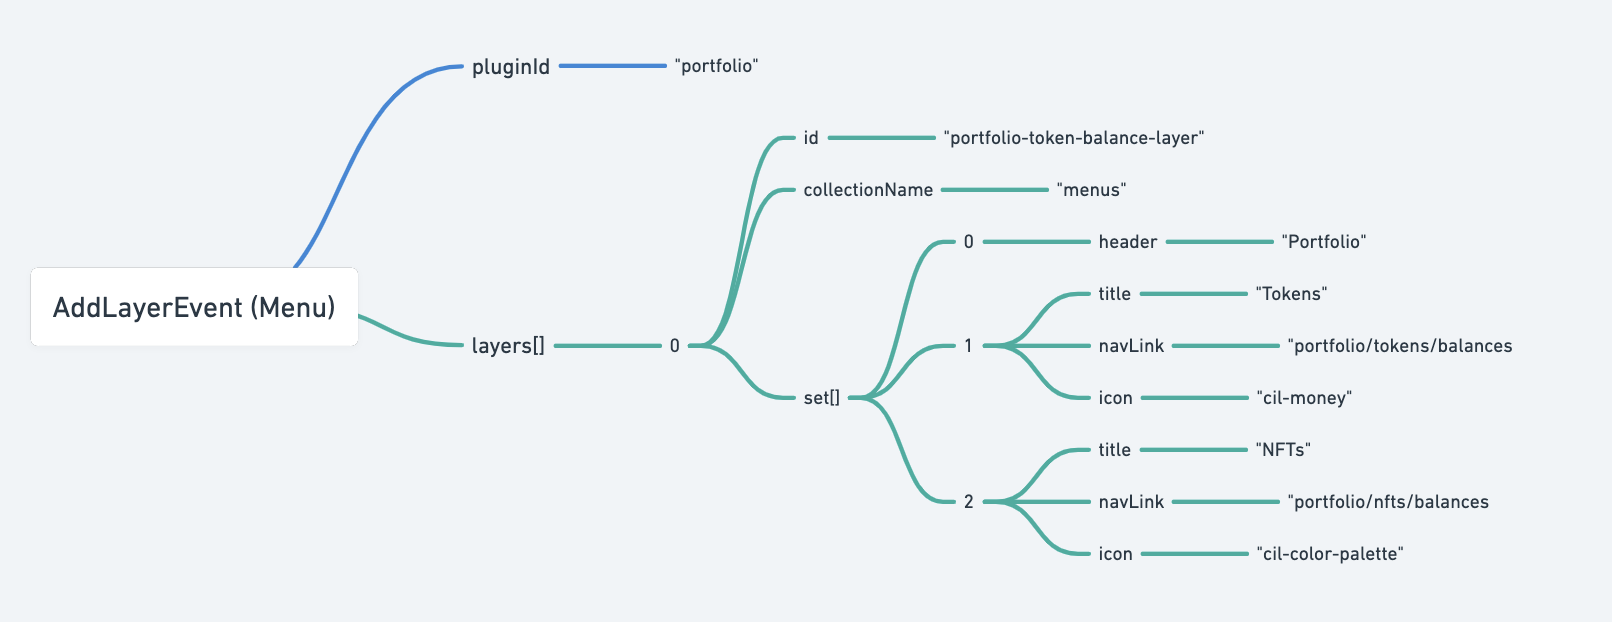 pluginId "portfolio"
id "portfolio-token-balance-layer"
collectionName "menus"
0 header "Portfolio"
title "Tokens"
AddLayerEvent (Menu)
layers[] 0 1 navLink "portfolio/tokens/balances
set[] icon "cil-money"
title "NFTs"
2 navLink "portfolio/nfts/balances
icon "cil-color-palette"